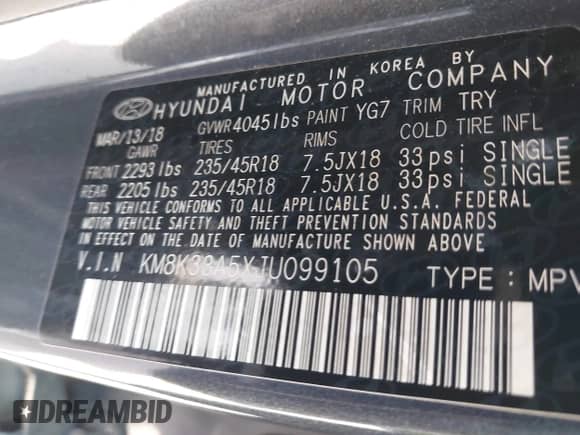 MANUFACTURED IN KOREA BY
HYUNDAI MOTOR COMPANY
MAR/13/18 GVWR 4045lbs PAINT YG7 TRIM TRY
GAWR TIRES RIMS COLD TIRE INFL
FRONT 2293 lbs 235/45R18 7.5JX18 33psi SINGLE
REAR 2205 lbs 235/45R18 7.5JX18 33psi SINGLE
THIS VEHICLE CONFORMS TO ALL APPLICABLE U.S.A. FEDERAL
MOTOR VEHICLE SAFETY AND THEFT PREVENTION STANDARDS
IN EFFECT ON THE DATE OF MANUFACTURE SHOWN ABOVE.
V.I.N KM8K33A5XJU099105 TYPE : MPV
DREAMBID